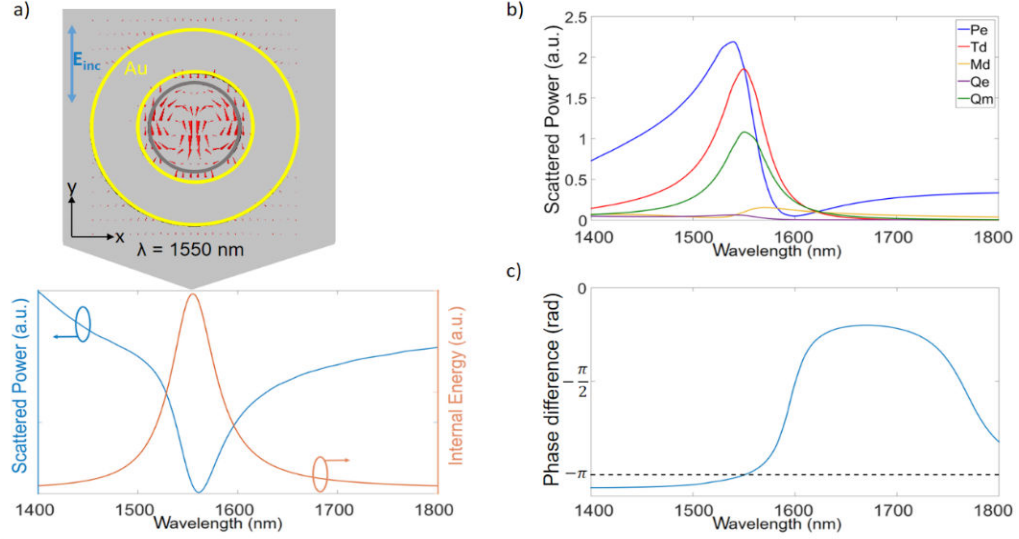 a)
E_inc
Au
y
x
λ = 1550 nm
Scattered Power (a.u.)
Internal Energy (a.u.)
1400 1500 1600 1700 1800
Wavelength (nm)
b)
Scattered Power (a.u.)
2.5
2
1.5
1
0.5
0
Pe
Td
Md
Qe
Qm
1400 1500 1600 1700 1800
Wavelength (nm)
c)
Phase difference (rad)
0
-π/2
-π
1400 1500 1600 1700 1800
Wavelength (nm)